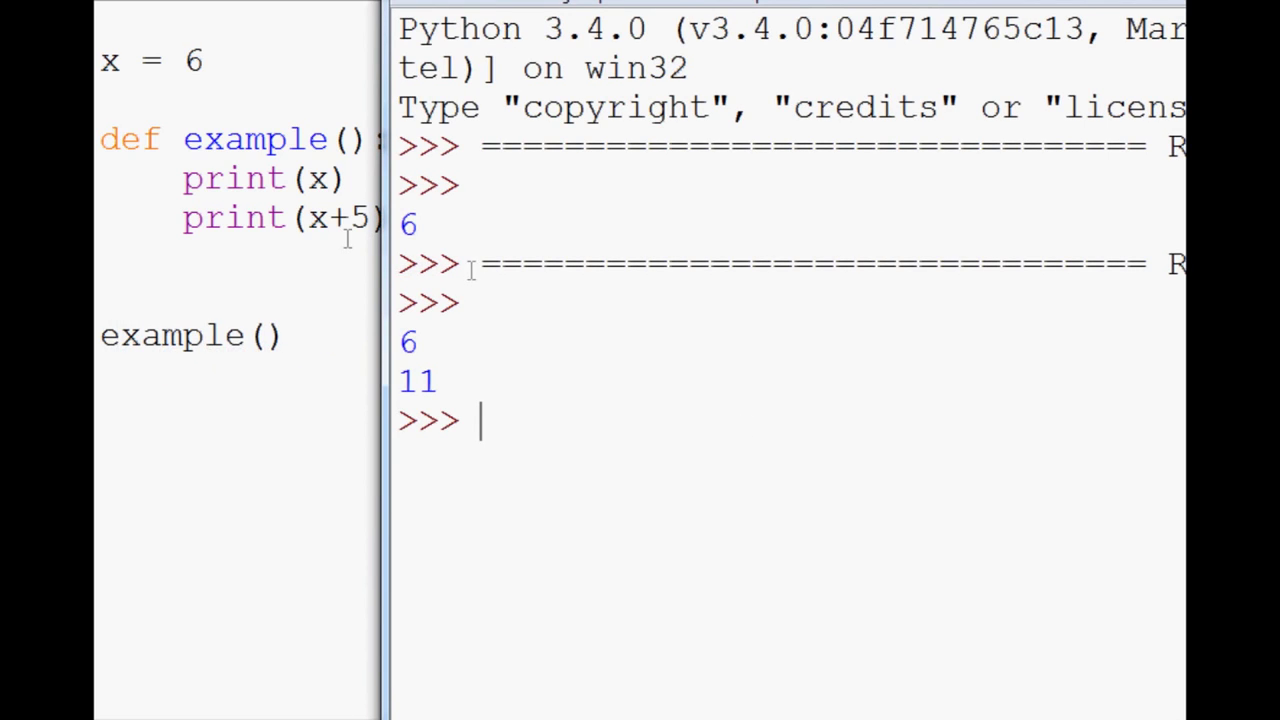 x = 6
def example():
print(x)
print(x+5)
example()
Python 3.4.0 (v3.4.0:04f714765c13, Mar
tel)] on win32
Type "copyright", "credits" or "licens
>>> ================================ R
>>>
6
>>> ================================ R
>>>
6
11
>>>